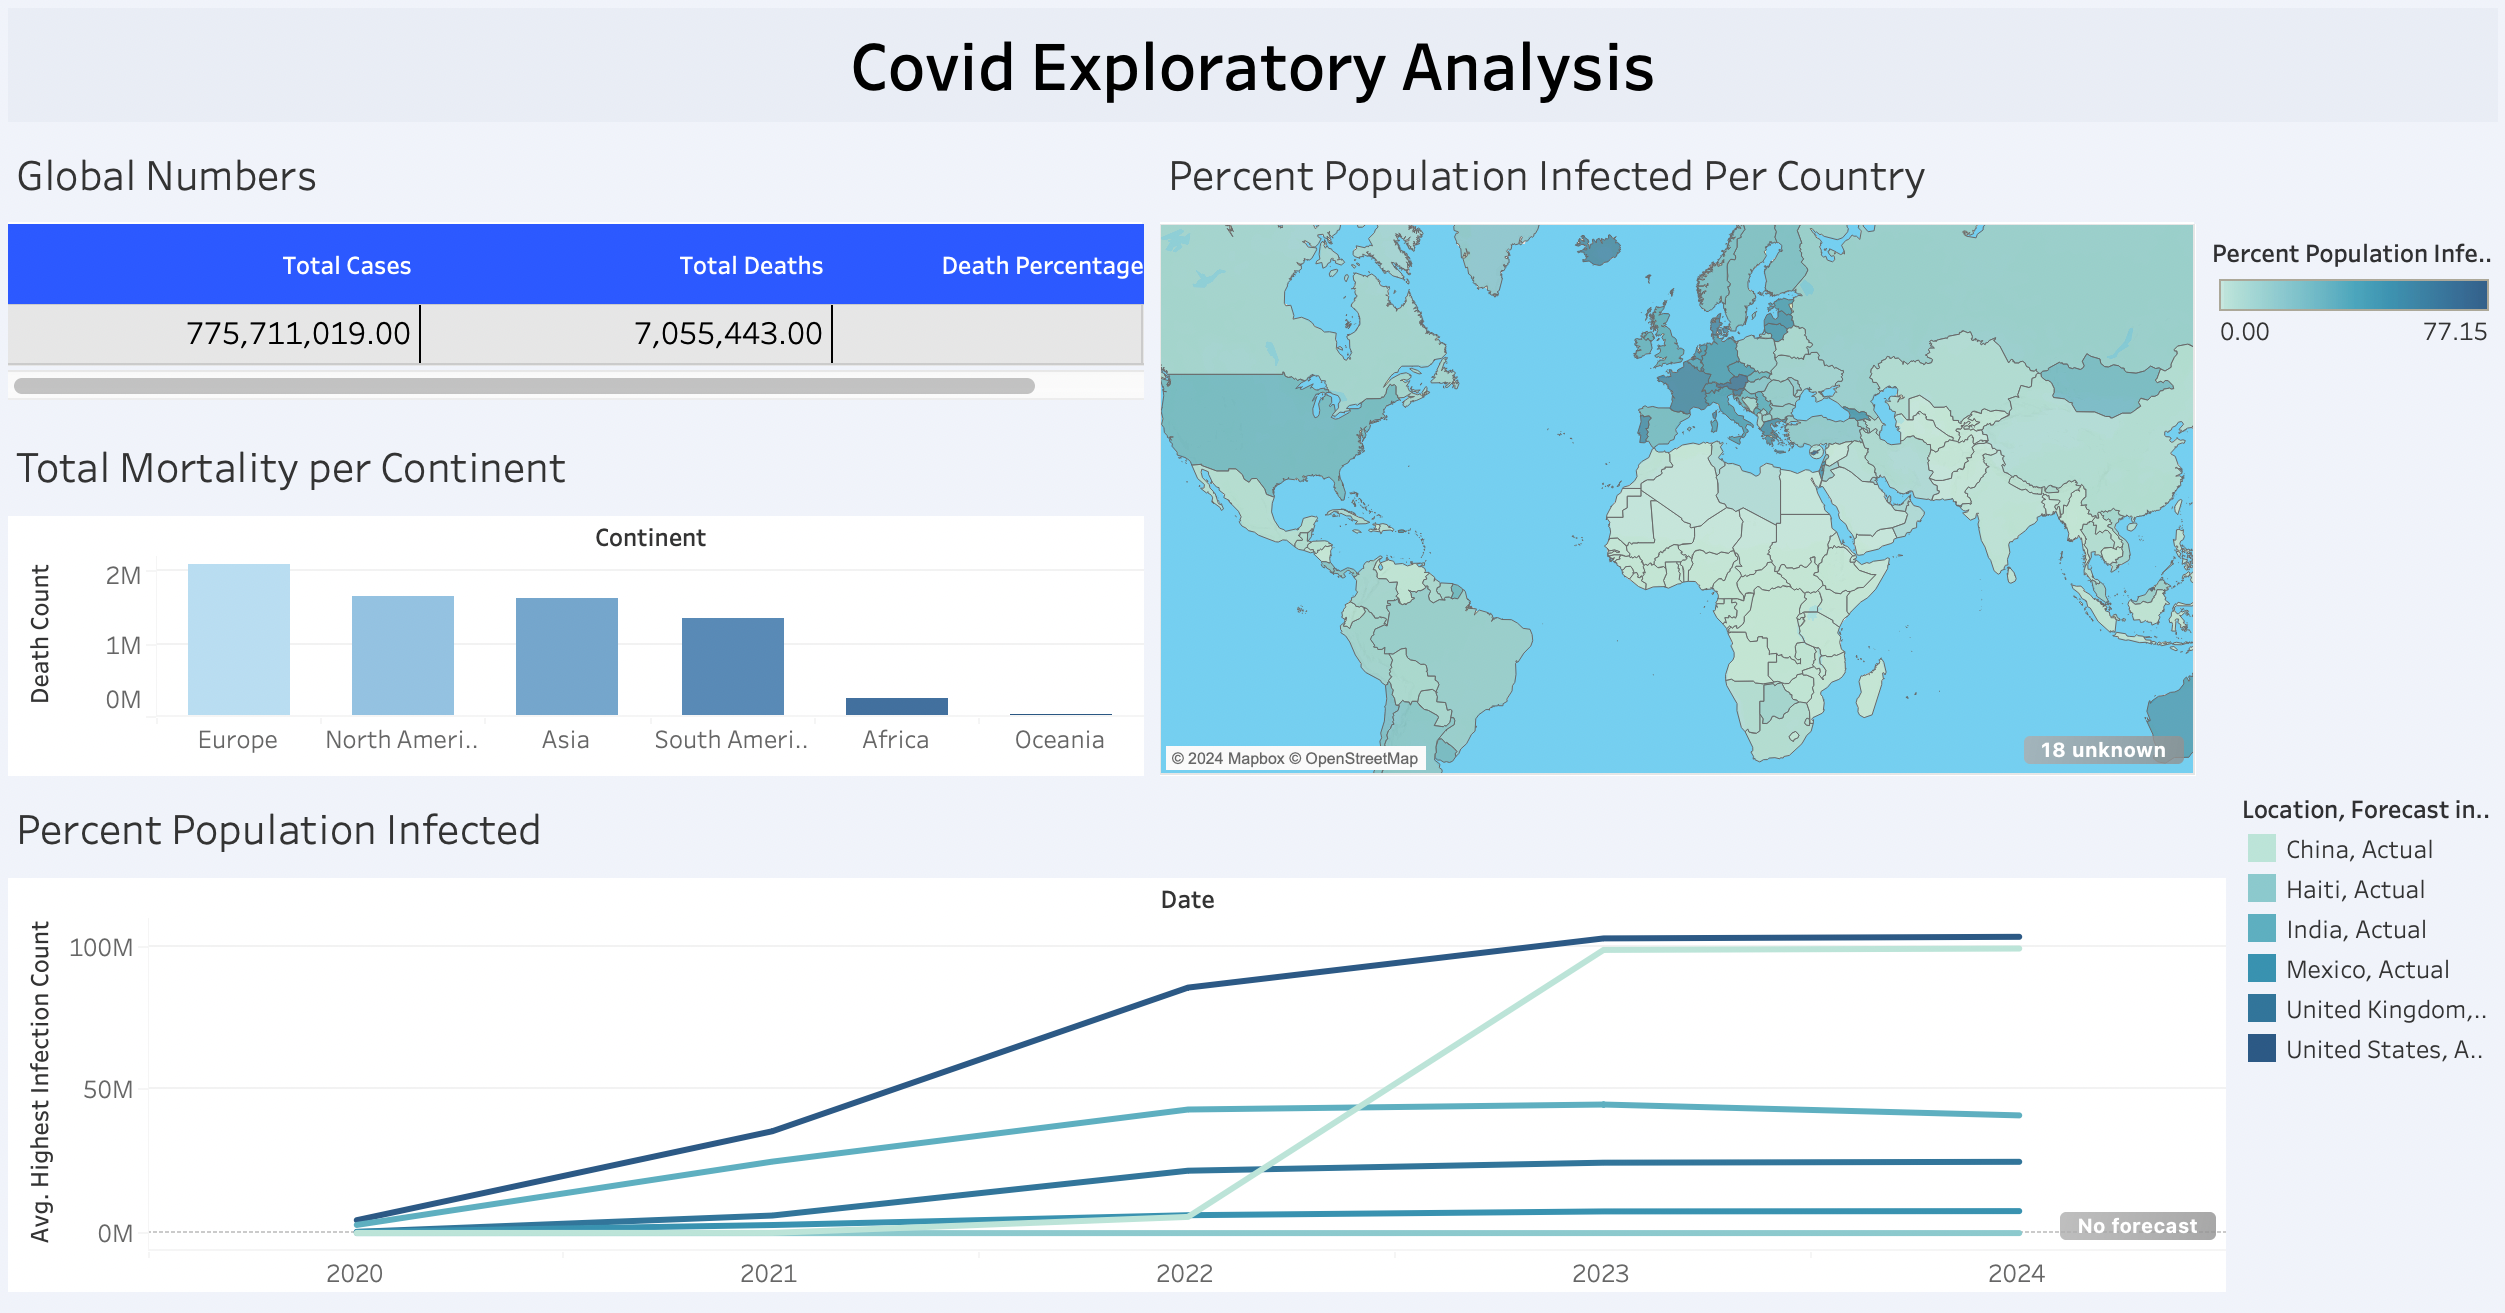 Covid Exploratory Analysis
Global Numbers
Total Cases Total Deaths Death Percentage
775,711,019.00 7,055,443.00
Total Mortality per Continent
Continent
Death Count
2M
1M
0M
Europe North Ameri.. Asia South Ameri.. Africa Oceania
Percent Population Infected Per Country
© 2024 Mapbox © OpenStreetMap
18 unknown
Percent Population Infe..
0.00 77.15
Percent Population Infected
Date
Avg. Highest Infection Count
100M
50M
0M
No forecast
2020 2021 2022 2023 2024
Location, Forecast in..
China, Actual
Haiti, Actual
India, Actual
Mexico, Actual
United Kingdom,..
United States, A..